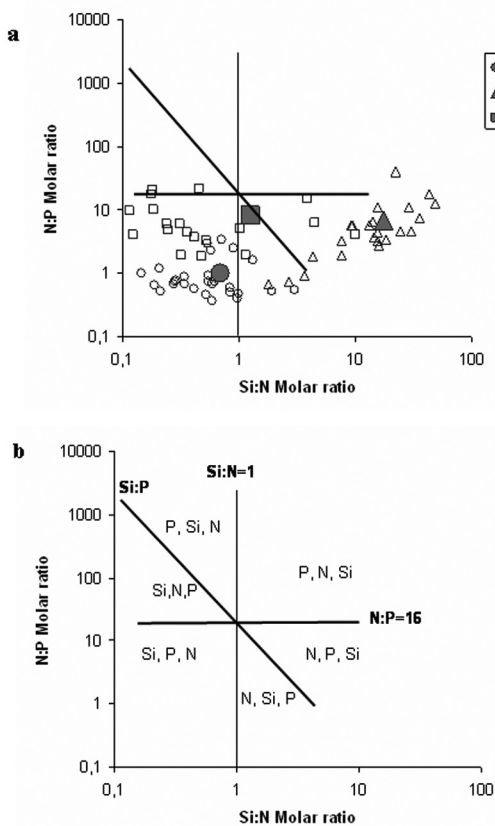 a
10000
1000
100
10
1
0,1
N:P Molar ratio
0,1 1 10 100
Si:N Molar ratio
b
10000
1000
100
10
1
0,1
N:P Molar ratio
Si:P
Si:N=1
P, Si, N
P, N, Si
Si,N,P
N:P=16
Si, P, N
N, P, Si
N, Si, P
0,1 1 10 100
Si:N Molar ratio